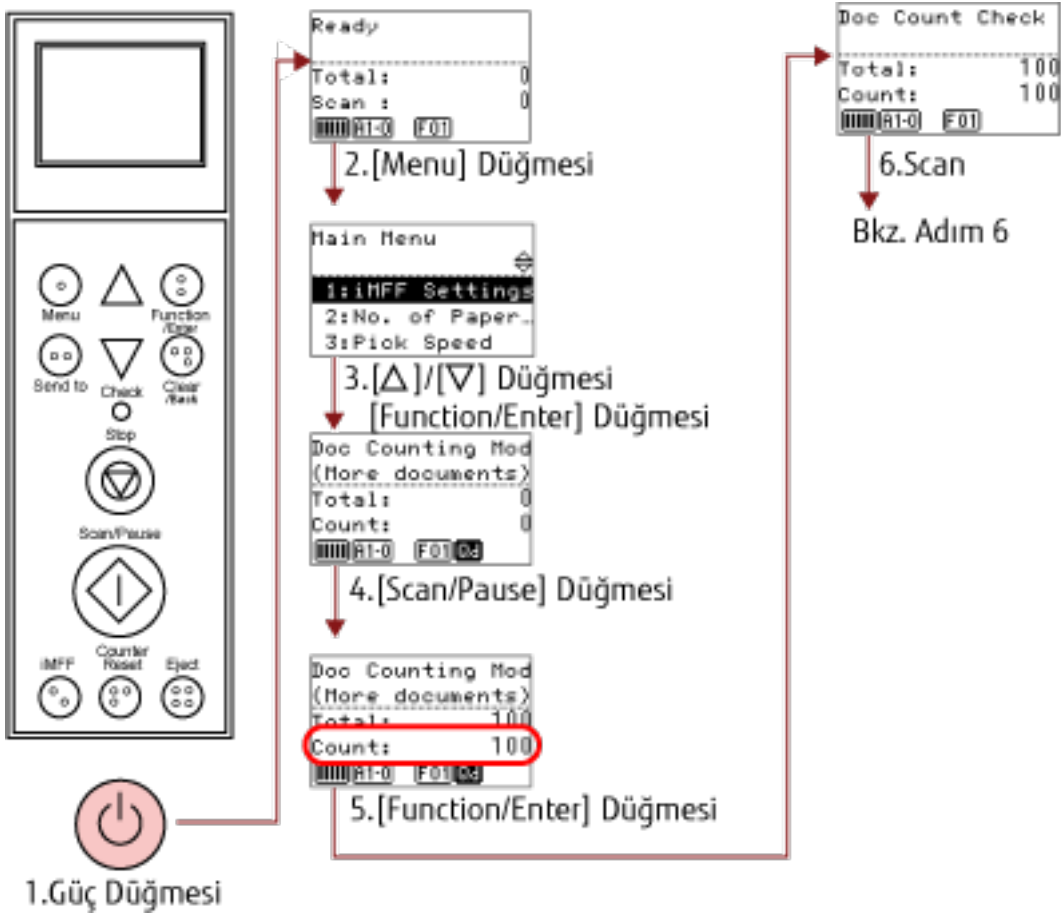 Menu
Function
/Enter
Send to
Check
Clear
/Back
Stop
Scan/Pause
iMFF
Counter
Reset
Eject
1.Güç Düğmesi
Ready
Total: 0
Scan : 0
A1-0 F01
2.[Menu] Düğmesi
Main Menu
1:iMFF Settings
2:No. of Paper…
3:Pick Speed
3.[△]/[▽] Düğmesi
[Function/Enter] Düğmesi
Doc Counting Mod
(More documents)
Total: 0
Count: 0
A1-0 F01 Dd
4.[Scan/Pause] Düğmesi
Doc Counting Mod
(More documents)
Total: 100
Count: 100
A1-0 F01 Dd
5.[Function/Enter] Düğmesi
Doc Count Check
Total: 100
Count: 100
A1-0 F01
6.Scan
Bkz. Adım 6